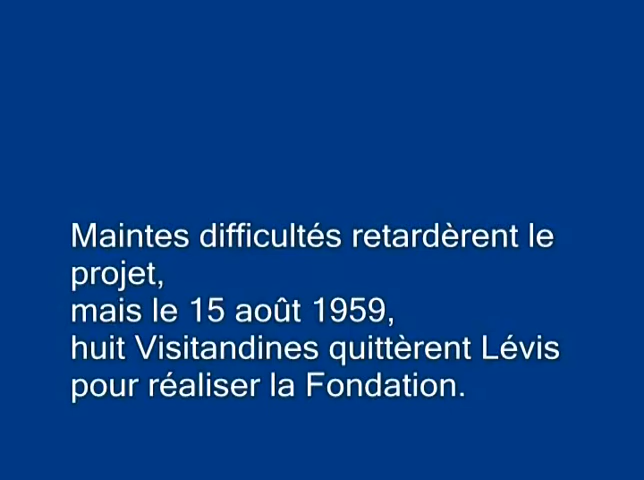 Maintes difficultés retardèrent le
projet,
mais le 15 août 1959,
huit Visitandines quittèrent Lévis
pour réaliser la Fondation.